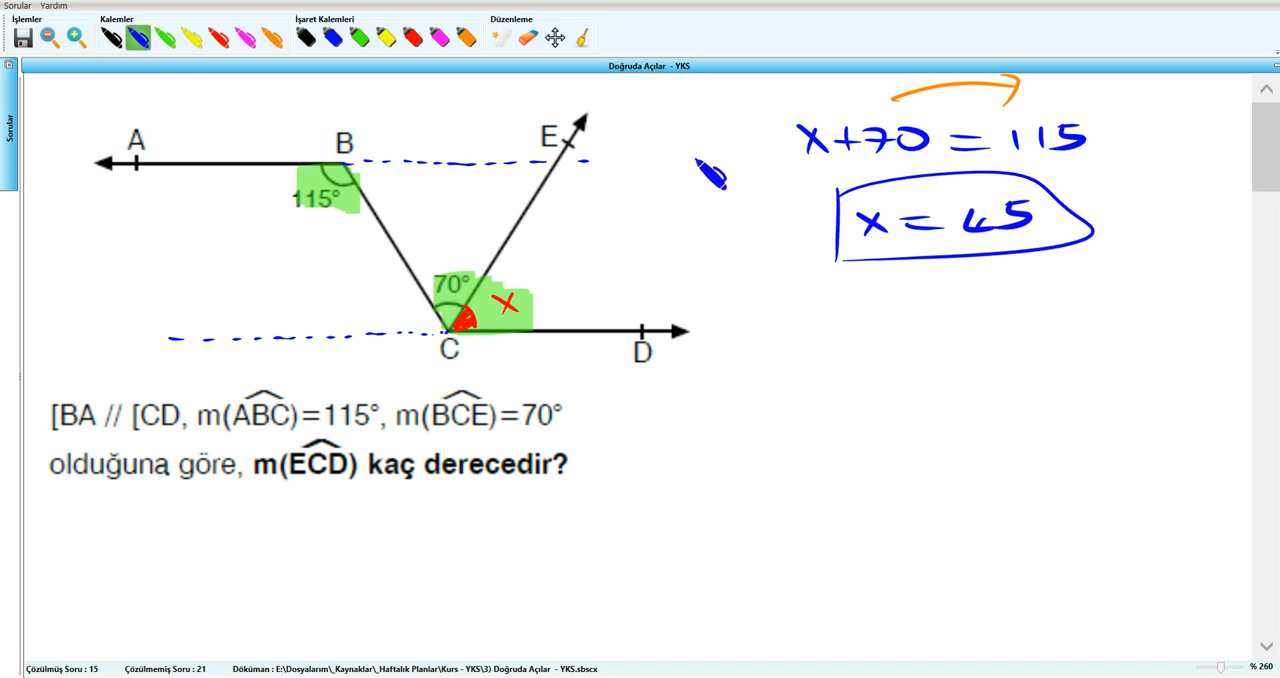 Sorular Yardım
İşlemler Kalemler İşaret Kalemleri Düzenleme
Doğruda Açılar - YKS
Sorular
A B E
115°
70° x
C D
x+70=115
x=45
[BA // [CD, m(ABC)=115°, m(BCE)=70°
olduğuna göre, m(ECD) kaç derecedir?
Çözülmüş Soru : 15 Çözülmemiş Soru : 21 Döküman : E:\Dosyalarım\_Kaynaklar\_Haftalık Planlar\Kurs - YKS\3) Doğruda Açılar - YKS.sbscx % 260